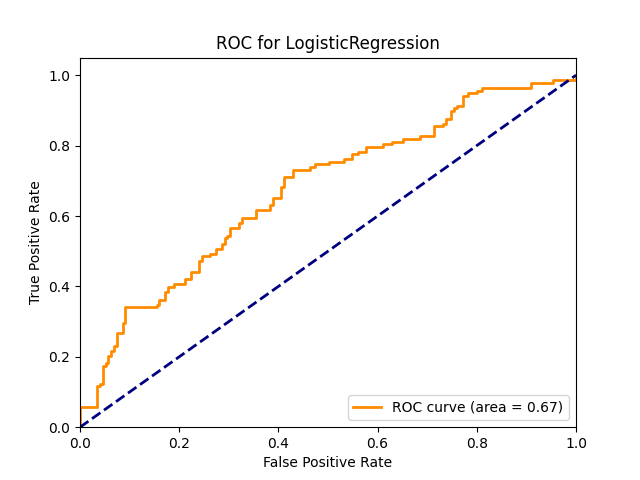 ROC for LogisticRegression
True Positive Rate
1.0
0.8
0.6
0.4
0.2
0.0
ROC curve (area = 0.67)
0.0 0.2 0.4 0.6 0.8 1.0
False Positive Rate